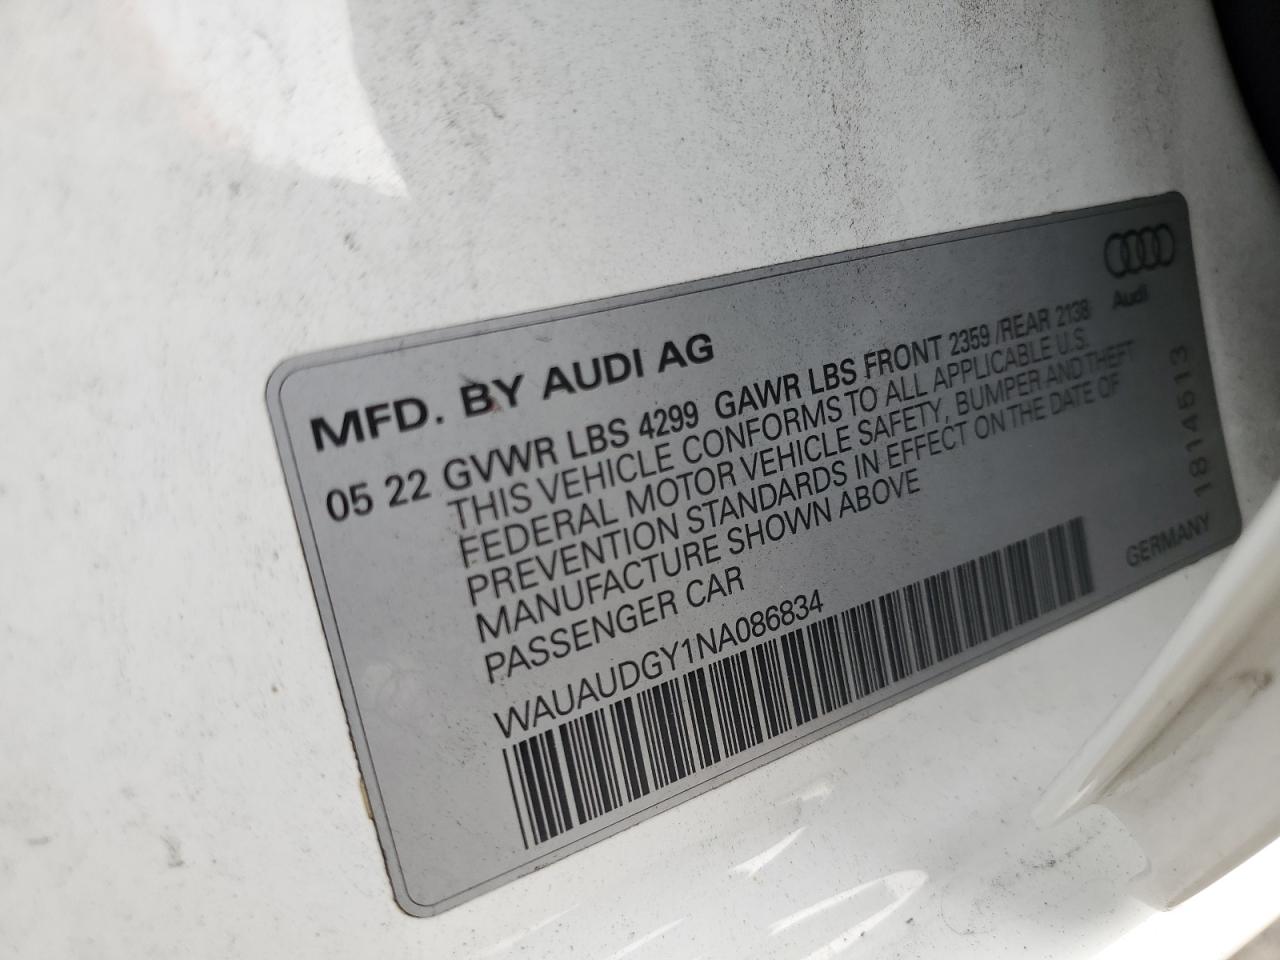 Audi
MFD. BY AUDI AG
05 22 GVWR LBS 4299 GAWR LBS FRONT 2359 /REAR 2138
THIS VEHICLE CONFORMS TO ALL APPLICABLE U.S.
FEDERAL MOTOR VEHICLE SAFETY, BUMPER AND THEFT
PREVENTION STANDARDS IN EFFECT ON THE DATE OF
MANUFACTURE SHOWN ABOVE
PASSENGER CAR
WAUAUDGY1NA086834
1814513
GERMANY